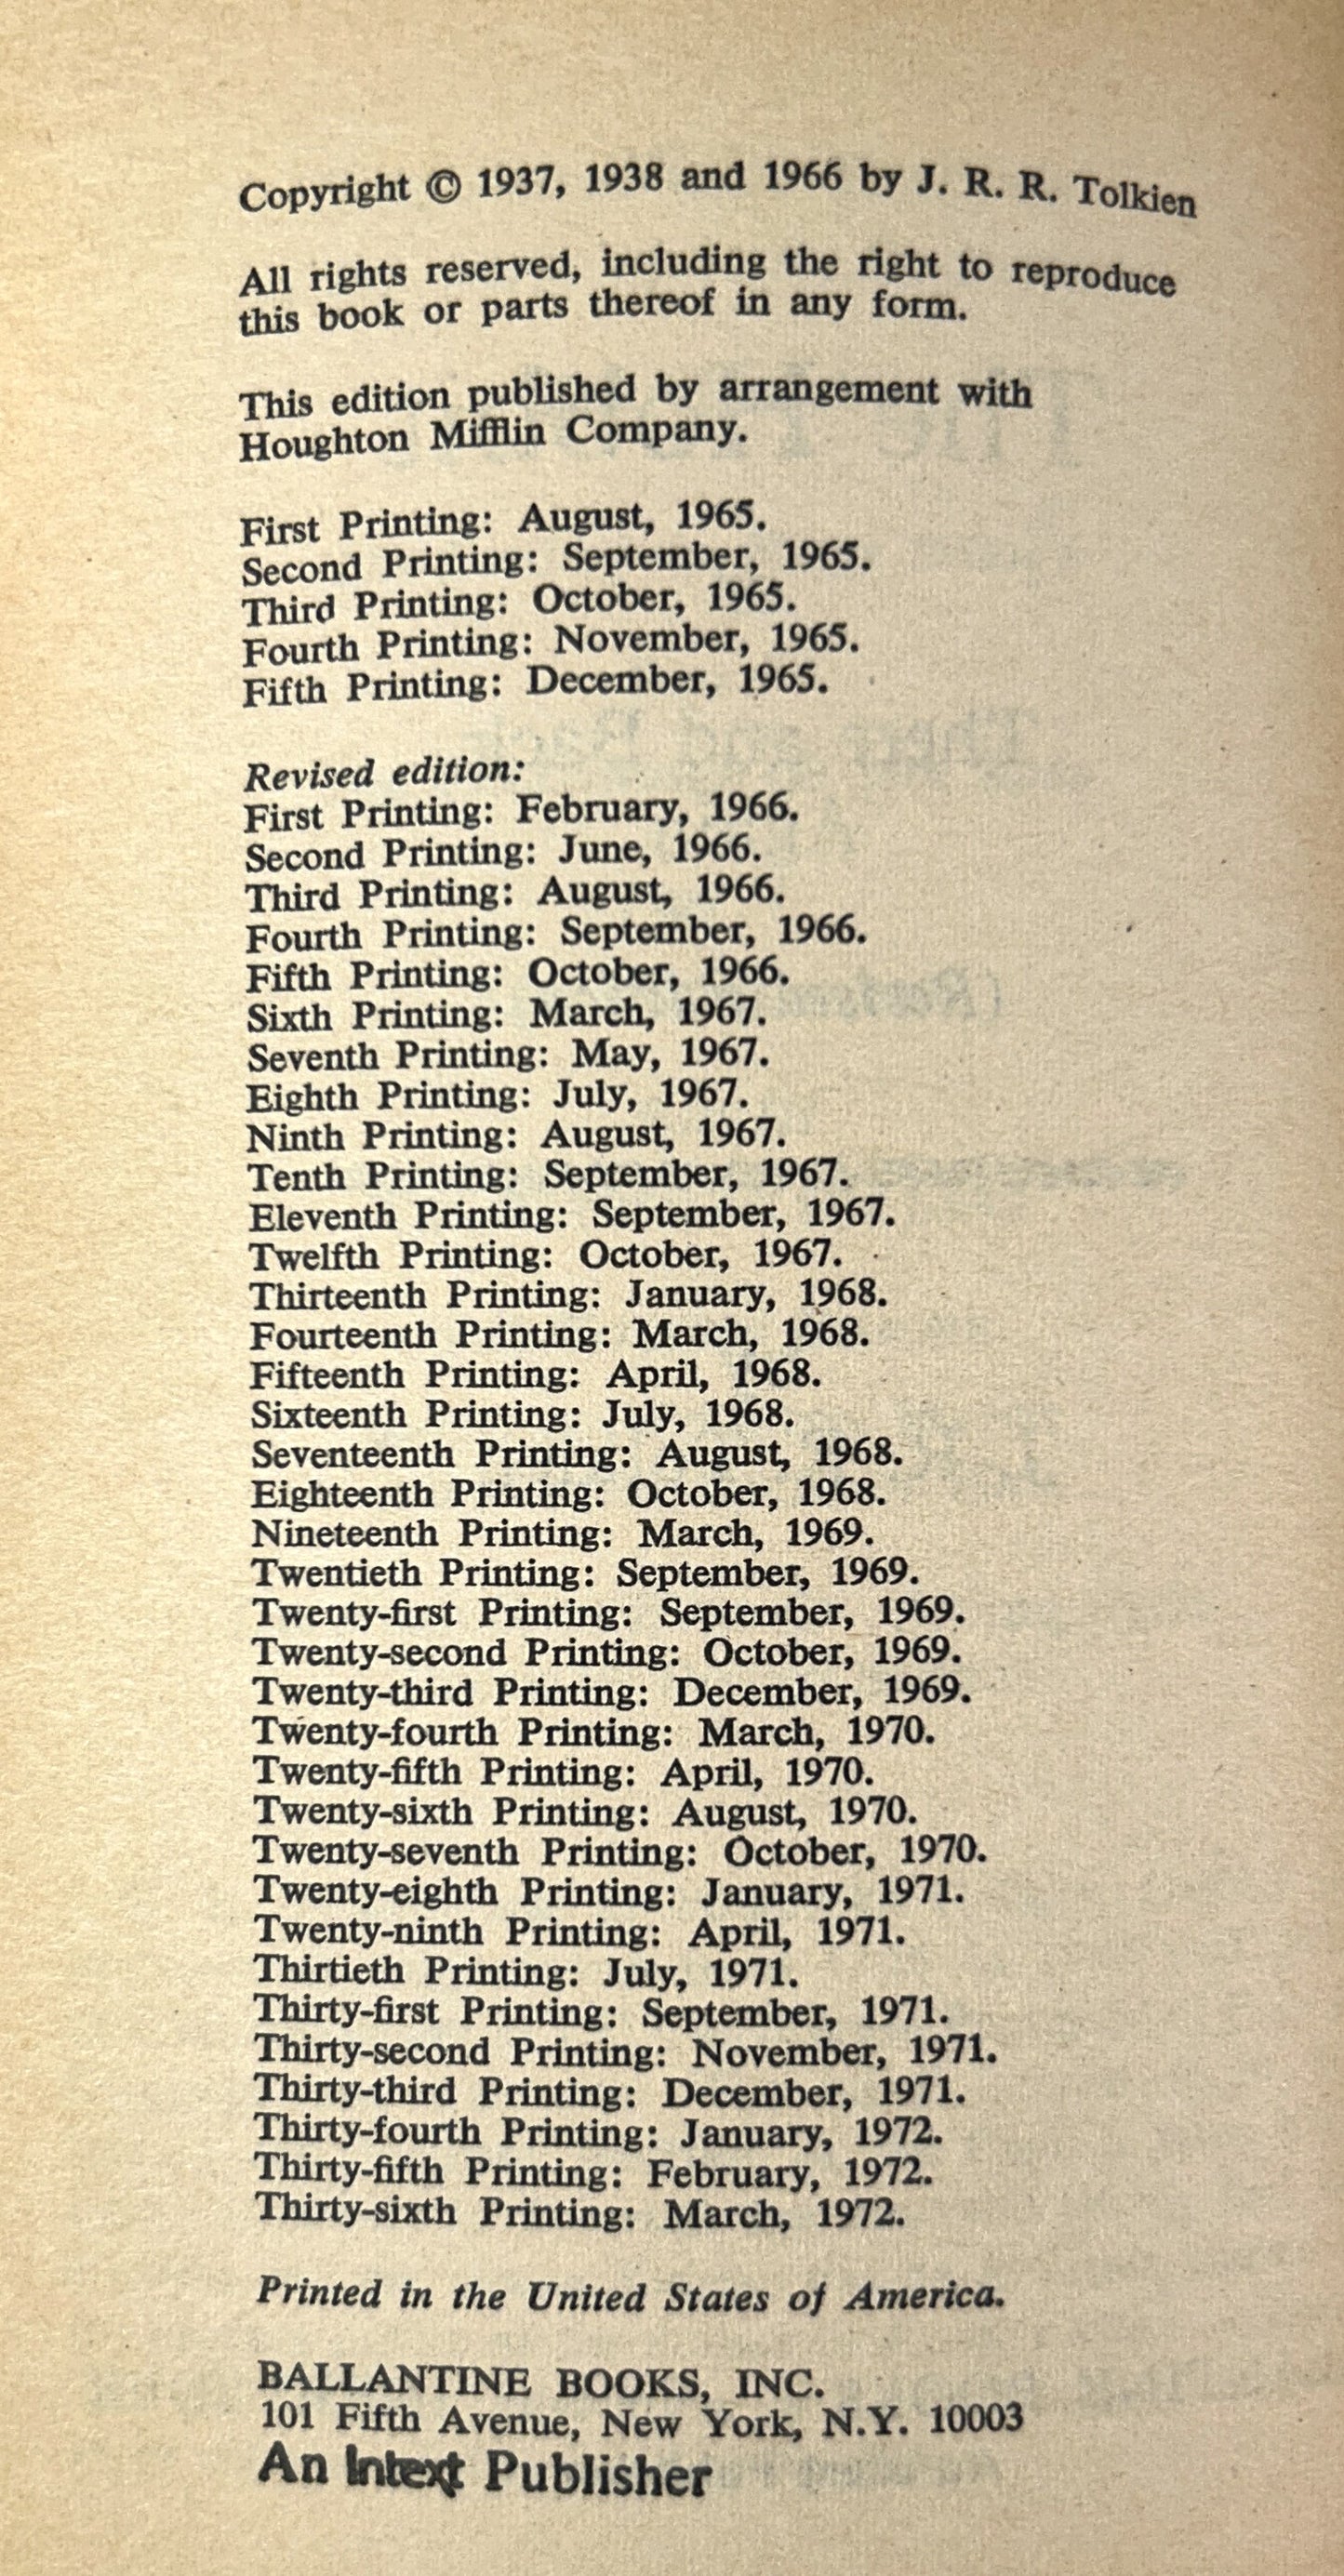 Copyright © 1937, 1938 and 1966 by J. R. R. Tolkien
All rights reserved, including the right to reproduce
this book or parts thereof in any form.
This edition published by arrangement with
Houghton Mifflin Company.
First Printing: August, 1965.
Second Printing: September, 1965.
Third Printing: October, 1965.
Fourth Printing: November, 1965.
Fifth Printing: December, 1965.
Revised edition:
First Printing: February, 1966.
Second Printing: June, 1966.
Third Printing: August, 1966.
Fourth Printing: September, 1966.
Fifth Printing: October, 1966.
Sixth Printing: March, 1967.
Seventh Printing: May, 1967.
Eighth Printing: July, 1967.
Ninth Printing: August, 1967.
Tenth Printing: September, 1967.
Eleventh Printing: September, 1967.
Twelfth Printing: October, 1967.
Thirteenth Printing: January, 1968.
Fourteenth Printing: March, 1968.
Fifteenth Printing: April, 1968.
Sixteenth Printing: July, 1968.
Seventeenth Printing: August, 1968.
Eighteenth Printing: October, 1968.
Nineteenth Printing: March, 1969.
Twentieth Printing: September, 1969.
Twenty-first Printing: September, 1969.
Twenty-second Printing: October, 1969.
Twenty-third Printing: December, 1969.
Twenty-fourth Printing: March, 1970.
Twenty-fifth Printing: April, 1970.
Twenty-sixth Printing: August, 1970.
Twenty-seventh Printing: October, 1970.
Twenty-eighth Printing: January, 1971.
Twenty-ninth Printing: April, 1971.
Thirtieth Printing: July, 1971.
Thirty-first Printing: September, 1971.
Thirty-second Printing: November, 1971.
Thirty-third Printing: December, 1971.
Thirty-fourth Printing: January, 1972.
Thirty-fifth Printing: February, 1972.
Thirty-sixth Printing: March, 1972.
Printed in the United States of America.
BALLANTINE BOOKS, INC.
101 Fifth Avenue, New York, N.Y. 10003
An Intext Publisher